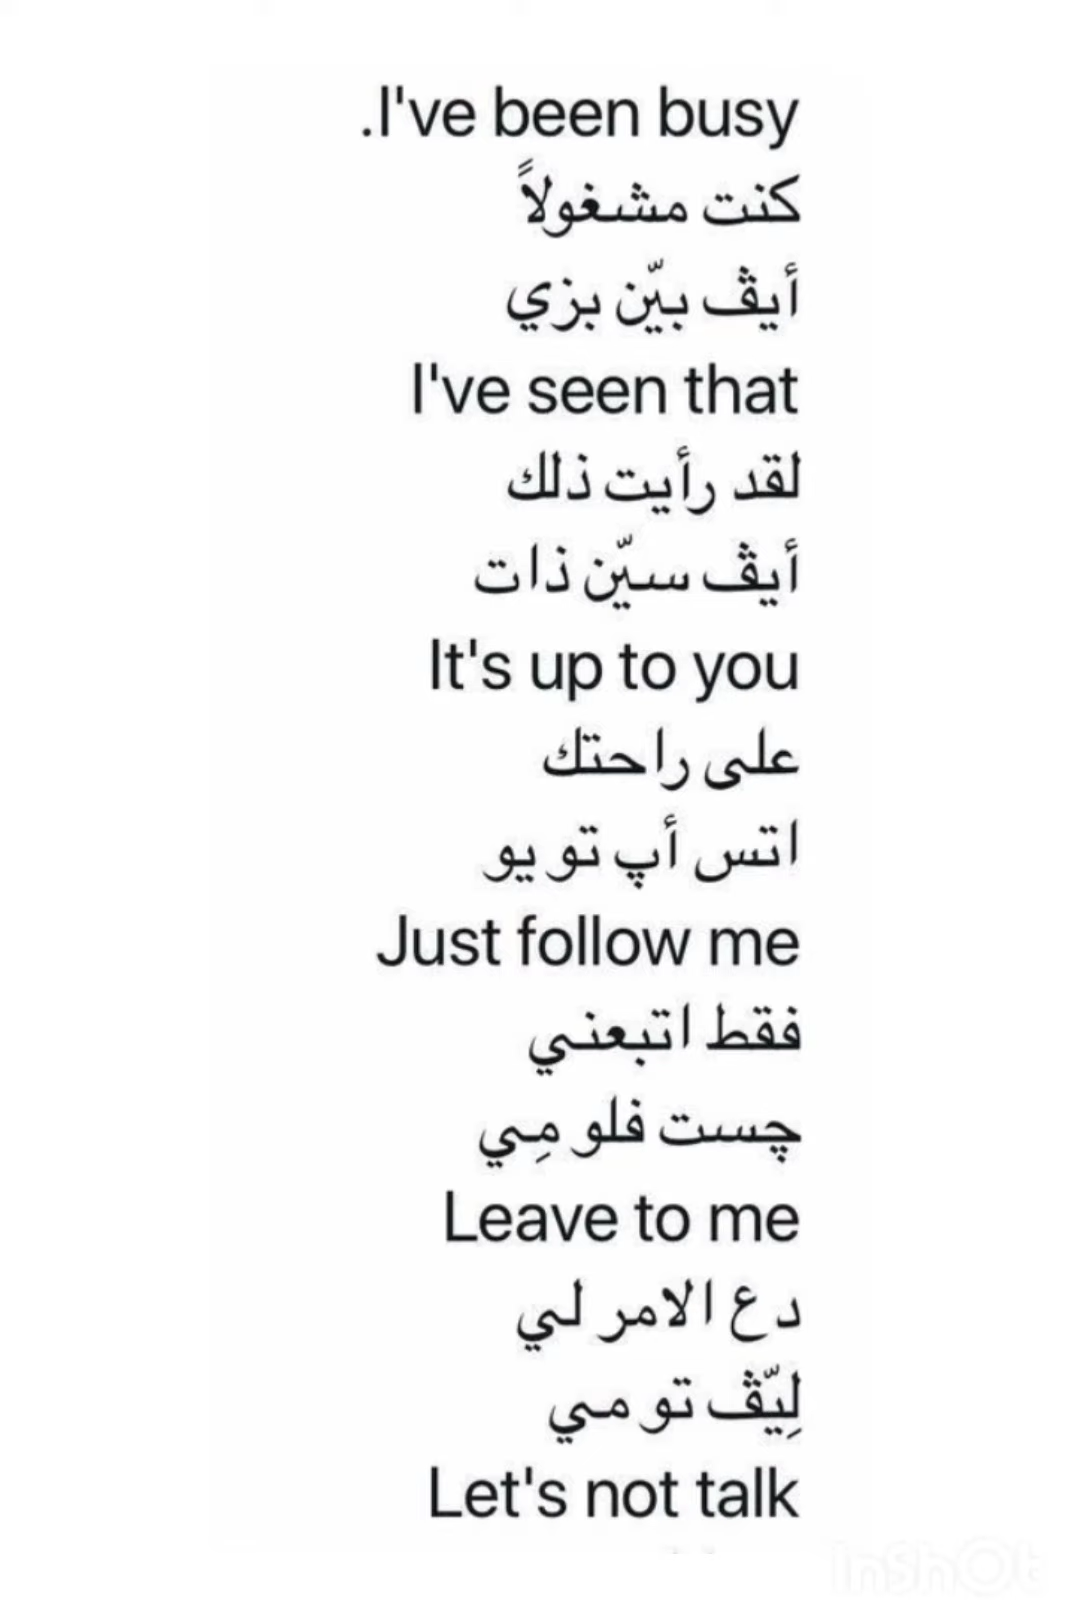 .I've been busy
كنت مشغولاً
أيڤ بيّن بزي
I've seen that
لقد رأيت ذلك
أيڤ سيّن ذات
It's up to you
على راحتك
اتس أپ تو يو
Just follow me
فقط اتبعني
چست فلو مِي
Leave to me
دع الامر لي
لِيّڤ تو مي
Let's not talk
InShOt